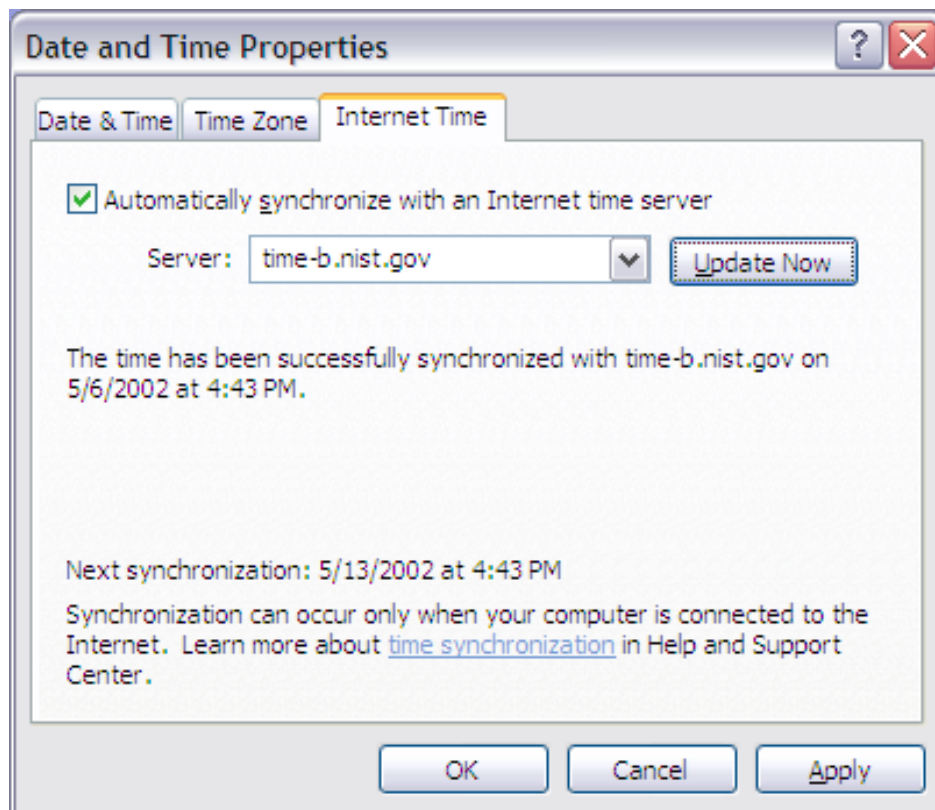 Date and Time Properties
?
Date & Time
Time Zone
Internet Time
Automatically synchronize with an Internet time server
Server: time-b.nist.gov
Update Now
The time has been successfully synchronized with time-b.nist.gov on
5/6/2002 at 4:43 PM.
Next synchronization: 5/13/2002 at 4:43 PM
Synchronization can occur only when your computer is connected to the
Internet. Learn more about time synchronization in Help and Support
Center.
OK
Cancel
Apply